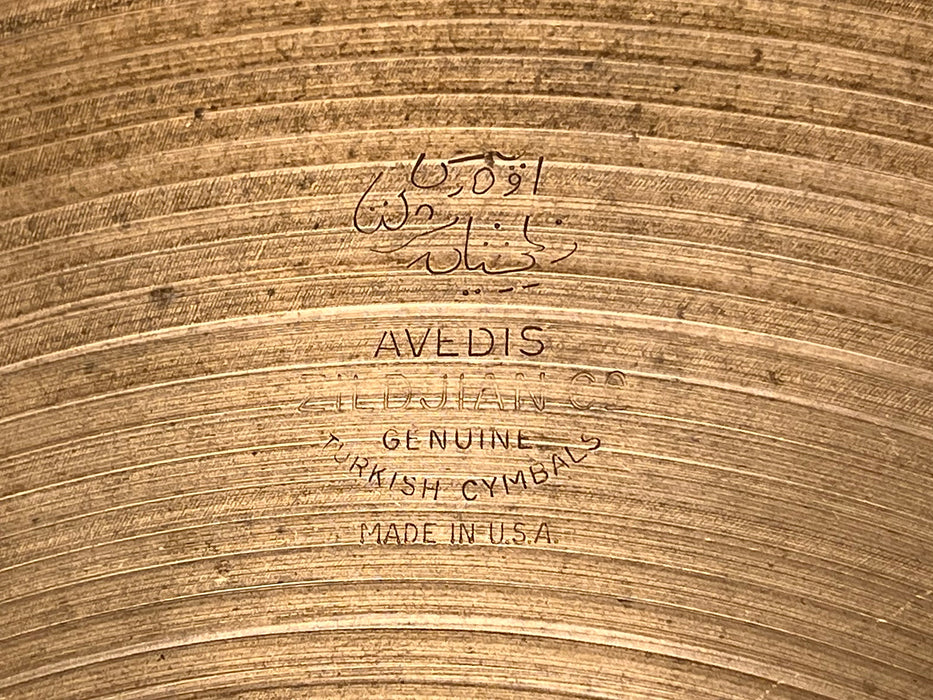 AVEDIS
ZILDJIAN CO
GENUINE
TURKISH CYMBALS
MADE IN U.S.A.